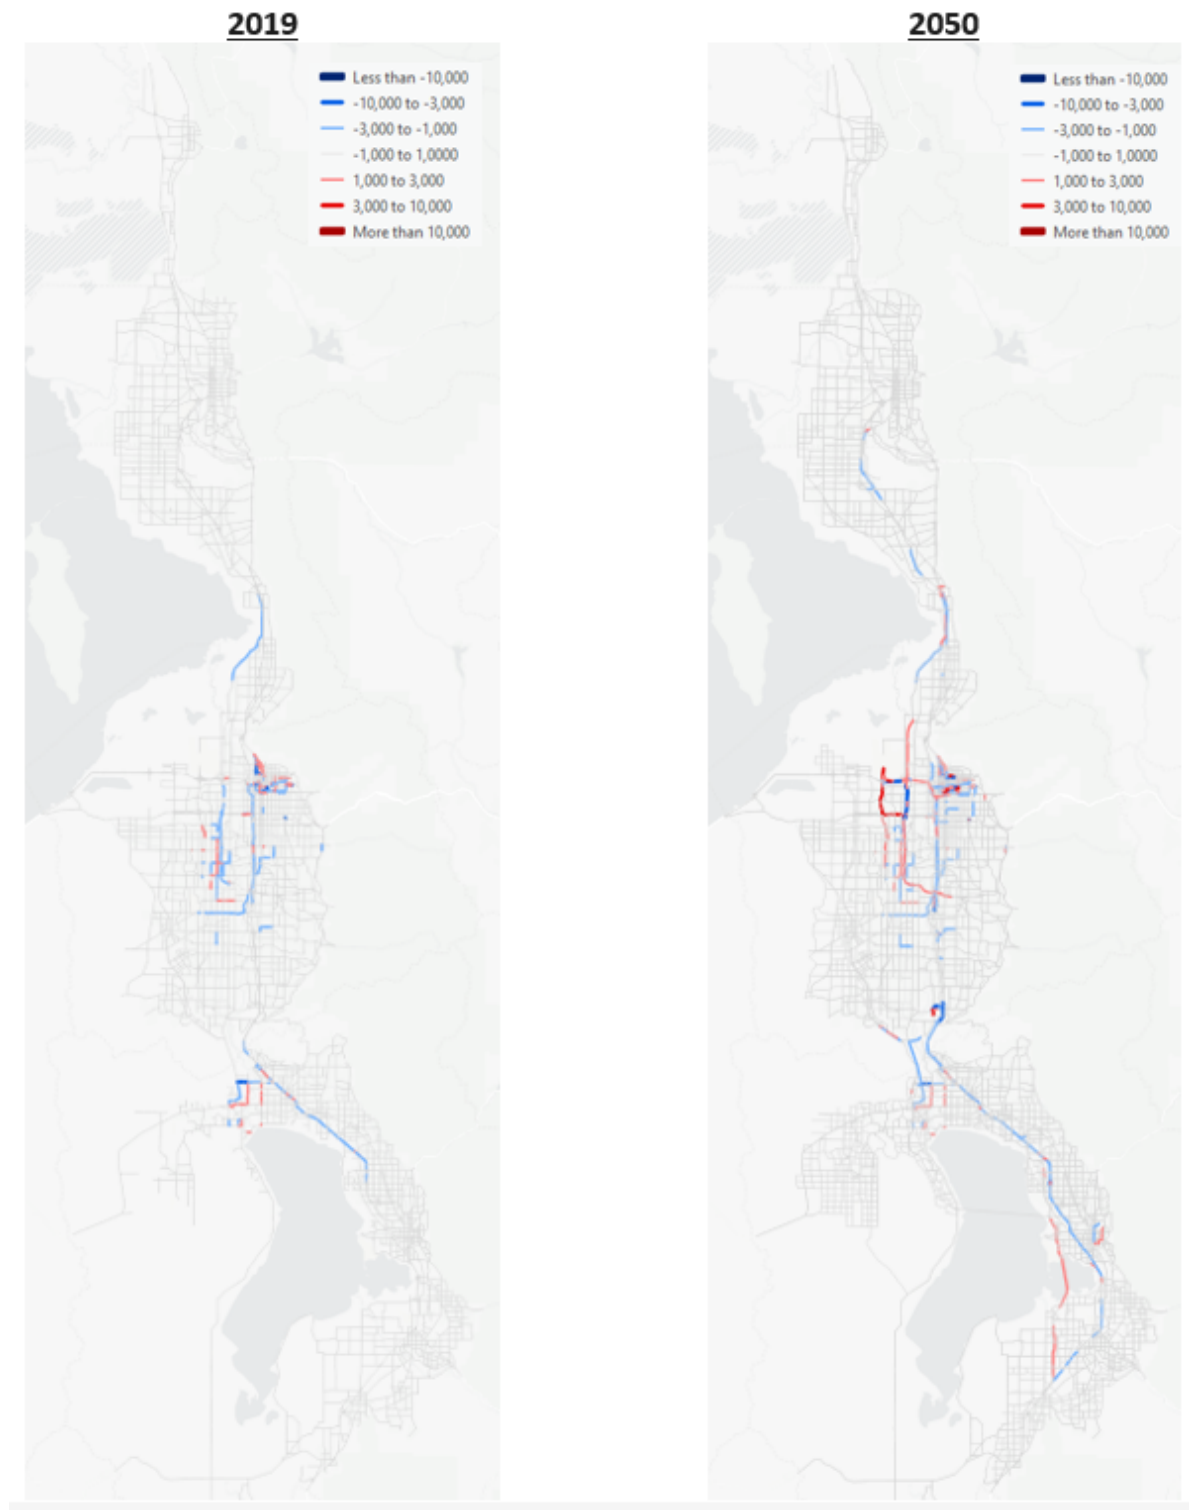 2019
2050
Less than -10,000
-10,000 to -3,000
-3,000 to -1,000
-1,000 to 1,0000
1,000 to 3,000
3,000 to 10,000
More than 10,000
Less than -10,000
-10,000 to -3,000
-3,000 to -1,000
-1,000 to 1,0000
1,000 to 3,000
3,000 to 10,000
More than 10,000